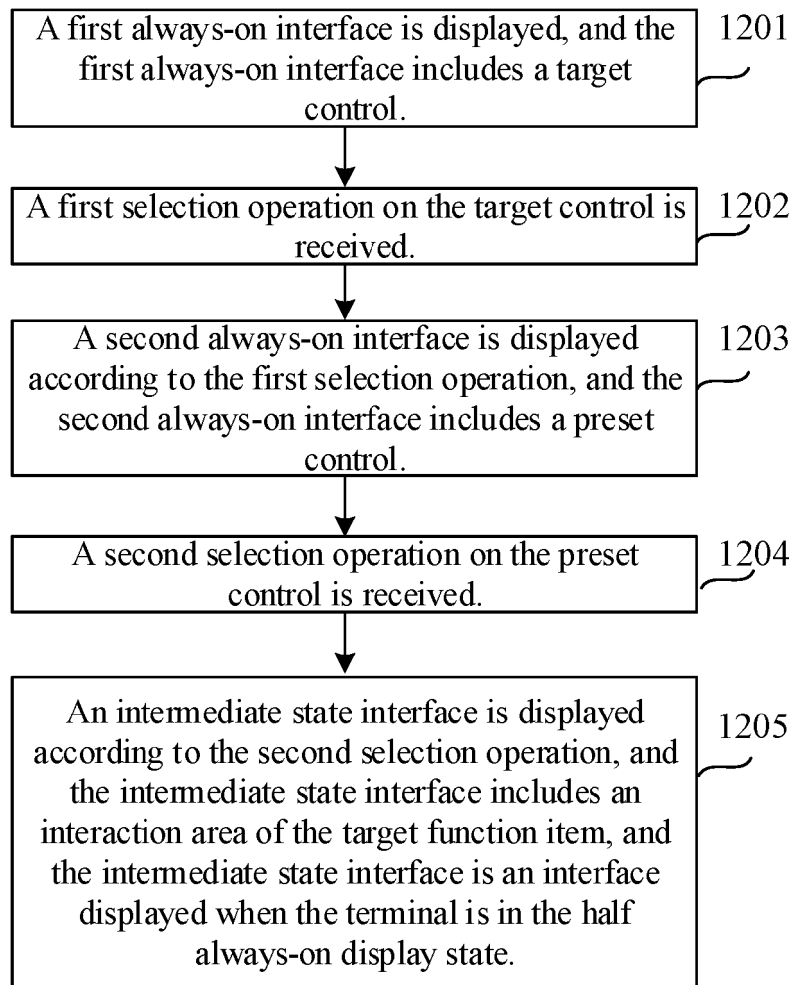 A first always-on interface is displayed, and the
first always-on interface includes a target
control.
1201
A first selection operation on the target control is
received.
1202
A second always-on interface is displayed
according to the first selection operation, and the
second always-on interface includes a preset
control.
1203
A second selection operation on the preset
control is received.
1204
An intermediate state interface is displayed
according to the second selection operation, and
the intermediate state interface includes an
interaction area of the target function item, and
the intermediate state interface is an interface
displayed when the terminal is in the half
always-on display state.
1205